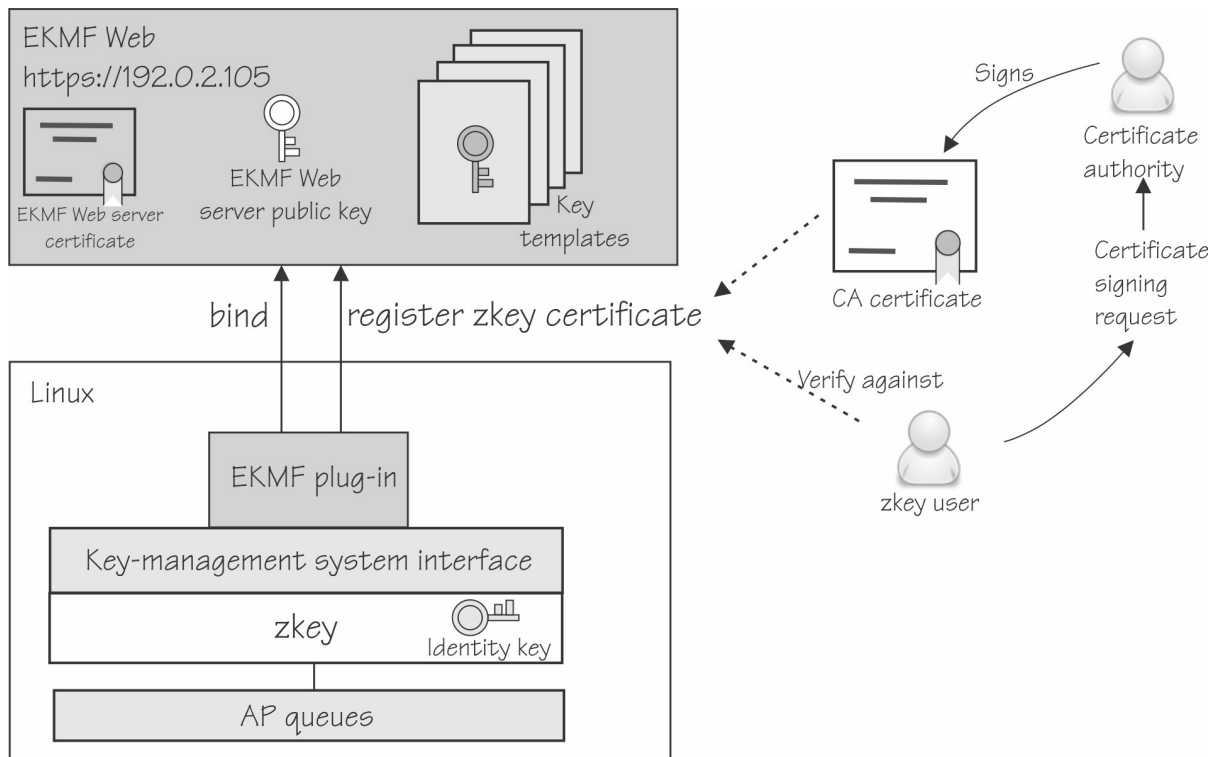 EKMF Web
https://192.0.2.105
EKMF Web server
certificate
EKMF Web
server public key
Key
templates
Signs
Certificate
authority
Certificate
signing
request
CA certificate
bind
register zkey certificate
Verify against
zkey user
Linux
EKMF plug-in
Key-management system interface
zkey
Identity key
AP queues